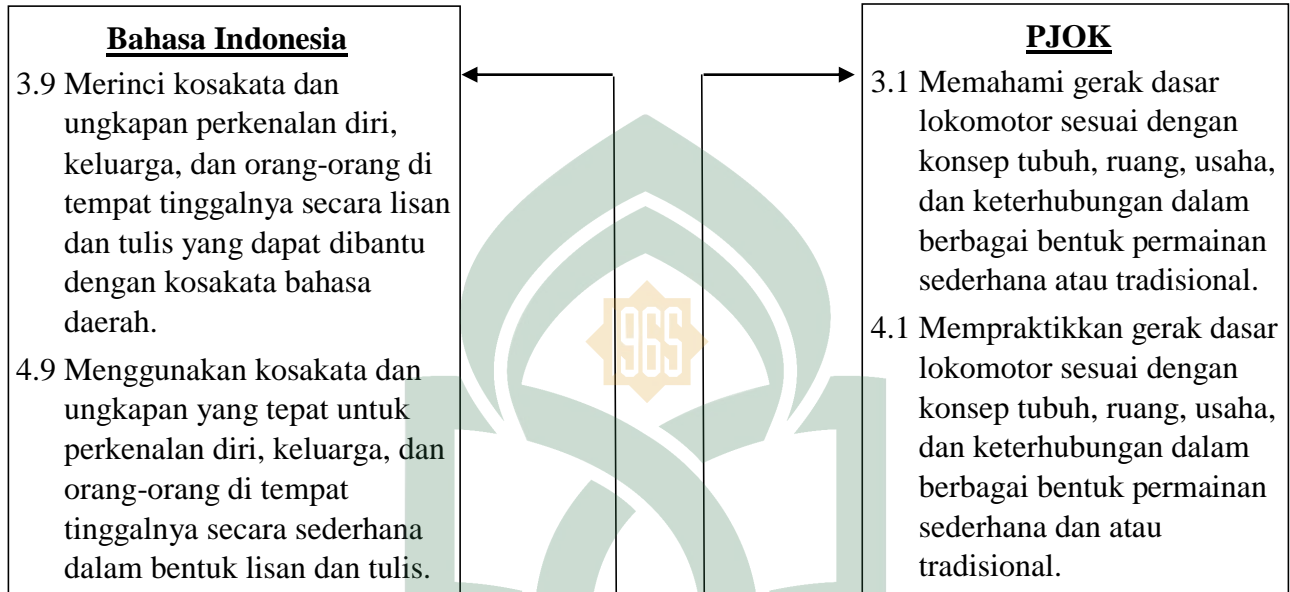 Bahasa Indonesia
3.9 Merinci kosakata dan
ungkapan perkenalan diri,
keluarga, dan orang-orang di
tempat tinggalnya secara lisan
dan tulis yang dapat dibantu
dengan kosakata bahasa
daerah.
4.9 Menggunakan kosakata dan
ungkapan yang tepat untuk
perkenalan diri, keluarga, dan
orang-orang di tempat
tinggalnya secara sederhana
dalam bentuk lisan dan tulis.
PJOK
3.1 Memahami gerak dasar
lokomotor sesuai dengan
konsep tubuh, ruang, usaha,
dan keterhubungan dalam
berbagai bentuk permainan
sederhana atau tradisional.
4.1 Mempraktikkan gerak dasar
lokomotor sesuai dengan
konsep tubuh, ruang, usaha,
dan keterhubungan dalam
berbagai bentuk permainan
sederhana dan atau
tradisional.
1965